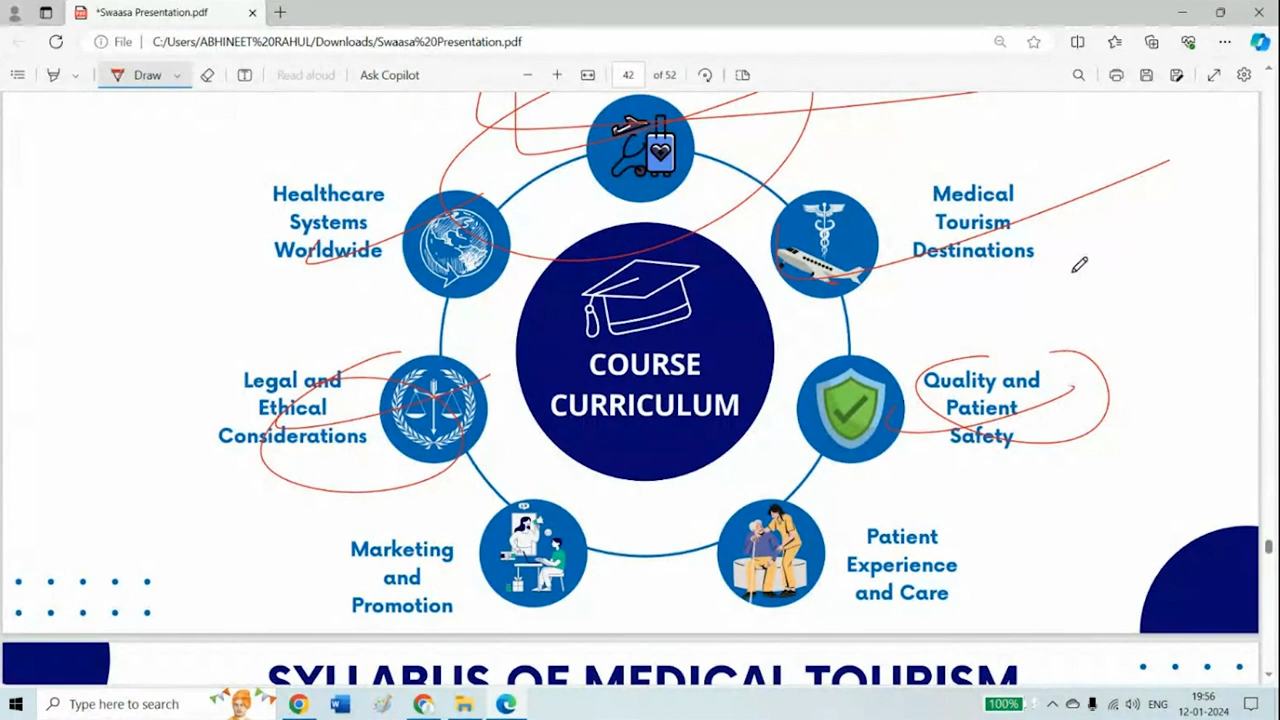 *Swaasa Presentation.pdf
File
C:/Users/ABHINEET%20RAHUL/Downloads/Swaasa%20Presentation.pdf
Draw
Read aloud
Ask Copilot
42
of 52
Healthcare
Systems
Worldwide
Medical
Tourism
Destinations
COURSE
CURRICULUM
Legal and
Ethical
Considerations
Quality and
Patient
Safety
Marketing
and
Promotion
Patient
Experience
and Care
SYLLABUS OF MEDICAL TOURISM
Type here to search
100%
ENG
19:56
12-01-2024